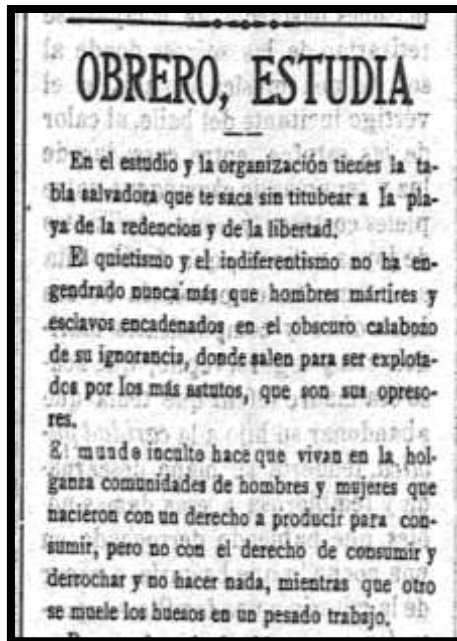 OBRERO, ESTUDIA
En el estudio y la organización tienes la ta-
bla salvadora que te saca sin titubear a la pla-
ya de la redencion y de la libertad.
El quietismo y el indiferentismo no ha en-
gendrado nunca más que hombres mártires y
esclavos encadenados en el obscuro calabozo
de su ignorancia, donde salen para ser explota-
dos por los más astutos, que son sus opreso-
res.
El mundo inculto hace que vivan en la hol-
ganza comunidades de hombres y mujeres que
nacieron con un derecho a producir para con-
sumir, pero no con el derecho de consumir y
derrochar y no hacer nada, mientras que otro
se muele los huesos en un pesado trabajo.